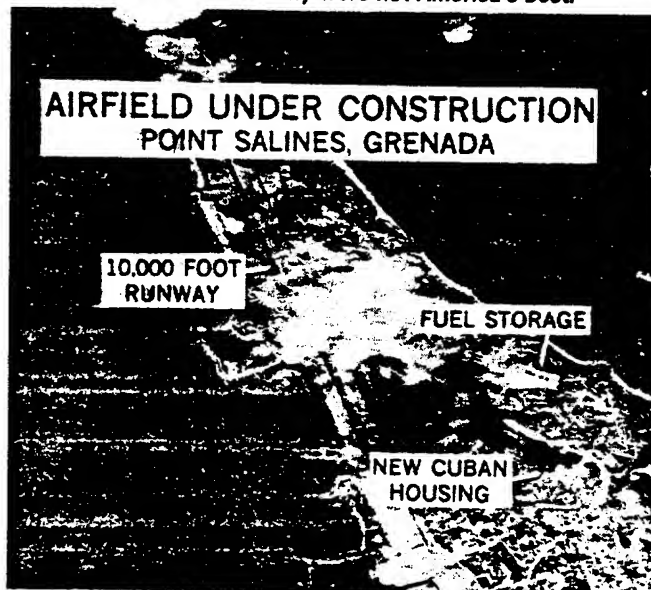 AIRFIELD UNDER CONSTRUCTION
POINT SALINES, GRENADA
10,000 FOOT
RUNWAY
FUEL STORAGE
NEW CUBAN
HOUSING